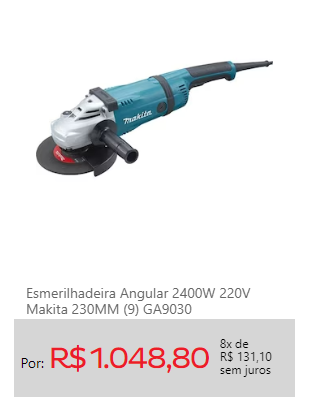 makita
Esmerilhadeira Angular 2400W 220V
Makita 230MM (9) GA9030
Por: R$ 1.048,80
8x de
R$ 131,10
sem juros